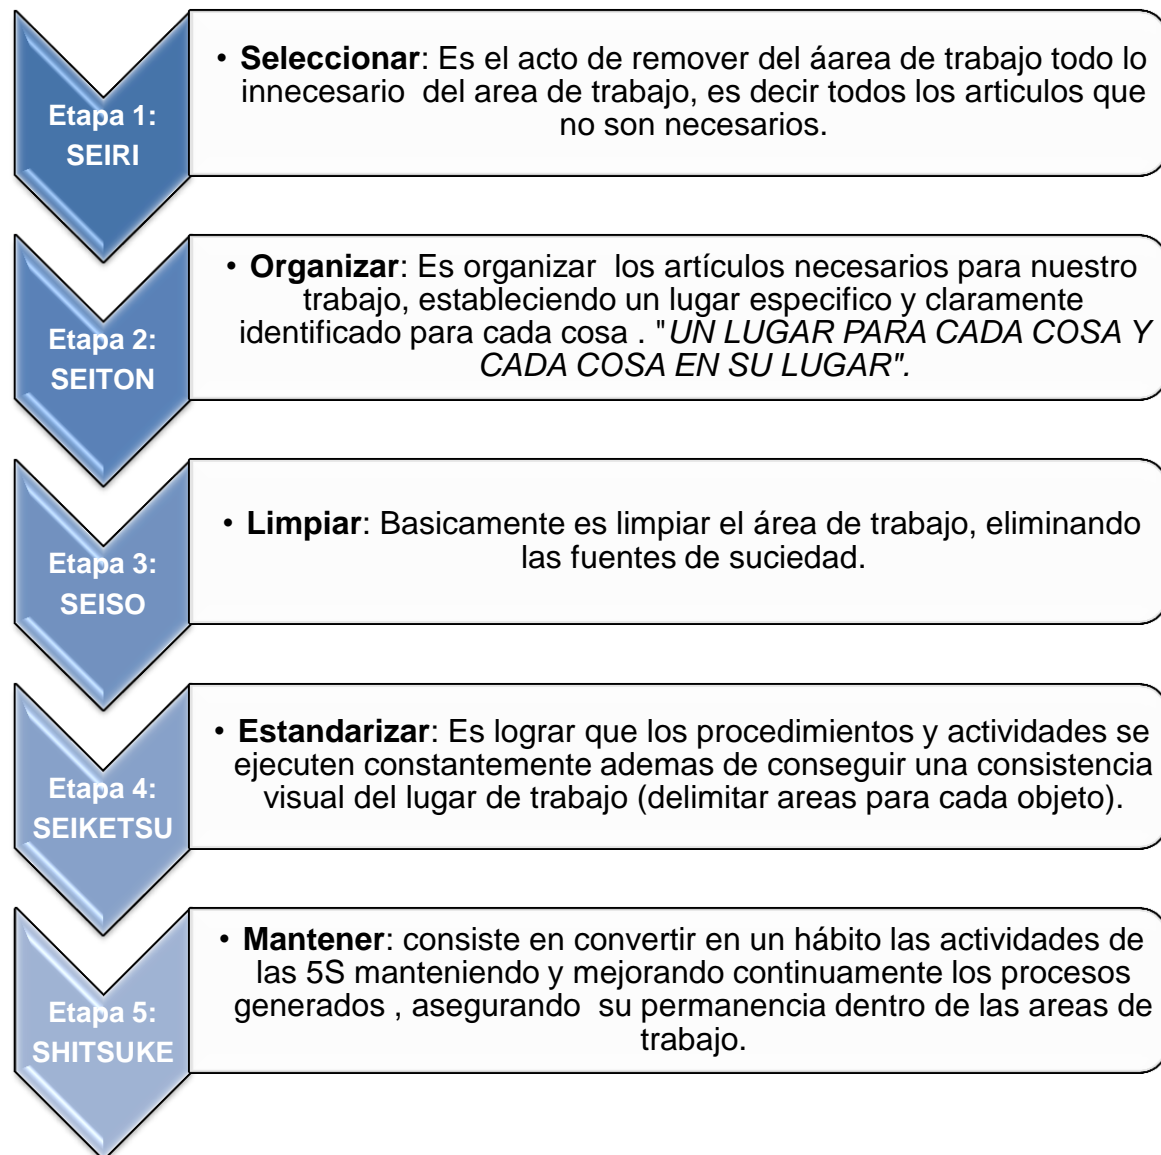 Etapa 1:
SEIRI
• Seleccionar: Es el acto de remover del áarea de trabajo todo lo
innecesario  del area de trabajo, es decir todos los articulos que
no son necesarios.
Etapa 2:
SEITON
• Organizar: Es organizar  los artículos necesarios para nuestro
trabajo, estableciendo un lugar especifico y claramente
identificado para cada cosa . "UN LUGAR PARA CADA COSA Y
CADA COSA EN SU LUGAR".
Etapa 3:
SEISO
• Limpiar: Basicamente es limpiar el área de trabajo, eliminando
las fuentes de suciedad.
Etapa 4:
SEIKETSU
• Estandarizar: Es lograr que los procedimientos y actividades se
ejecuten constantemente ademas de conseguir una consistencia
visual del lugar de trabajo (delimitar areas para cada objeto).
Etapa 5:
SHITSUKE
• Mantener: consiste en convertir en un hábito las actividades de
las 5S manteniendo y mejorando continuamente los procesos
generados , asegurando  su permanencia dentro de las areas de
trabajo.